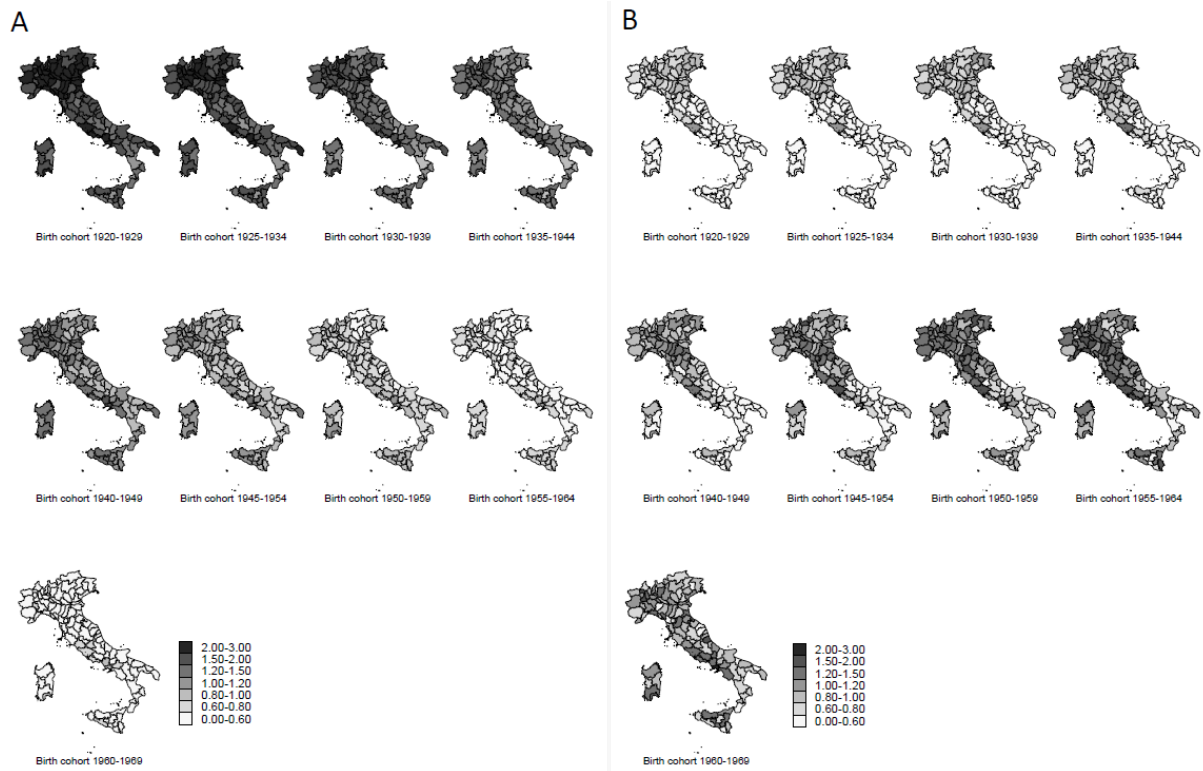 A
Birth cohort 1920-1929
Birth cohort 1925-1934
Birth cohort 1930-1939
Birth cohort 1935-1944
Birth cohort 1940-1949
Birth cohort 1945-1954
Birth cohort 1950-1959
Birth cohort 1955-1964
2.00-3.00
1.50-2.00
1.20-1.50
1.00-1.20
0.80-1.00
0.60-0.80
0.00-0.60
Birth cohort 1960-1969
B
Birth cohort 1920-1929
Birth cohort 1925-1934
Birth cohort 1930-1939
Birth cohort 1935-1944
Birth cohort 1940-1949
Birth cohort 1945-1954
Birth cohort 1950-1959
Birth cohort 1955-1964
2.00-3.00
1.50-2.00
1.20-1.50
1.00-1.20
0.80-1.00
0.60-0.80
0.00-0.60
Birth cohort 1960-1969